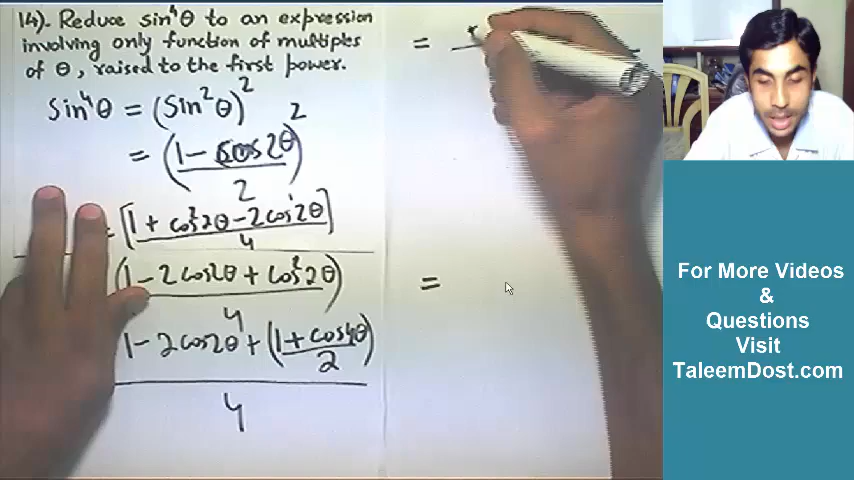 14). Reduce sin⁴θ to an expression
involving only function of multiples
of θ, raised to the first power.
Sin⁴θ = (Sin²θ)²
= (1 - cos2θ / 2)²
= [1 + cos²2θ - 2cos2θ / 4]
(1 - 2cos2θ + cos²2θ) / 4
1 - 2cos2θ + (1 + cos4θ / 2)
4
=
=
For More Videos
&
Questions
Visit
TaleemDost.com